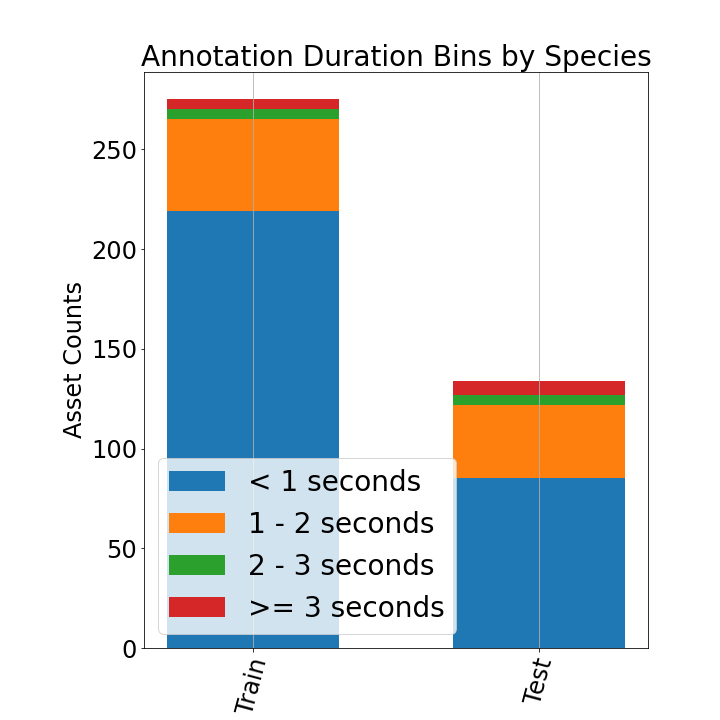 Annotation Duration Bins by Species
Asset Counts
250
200
150
100
50
0
< 1 seconds
1 - 2 seconds
2 - 3 seconds
>= 3 seconds
Train
Test